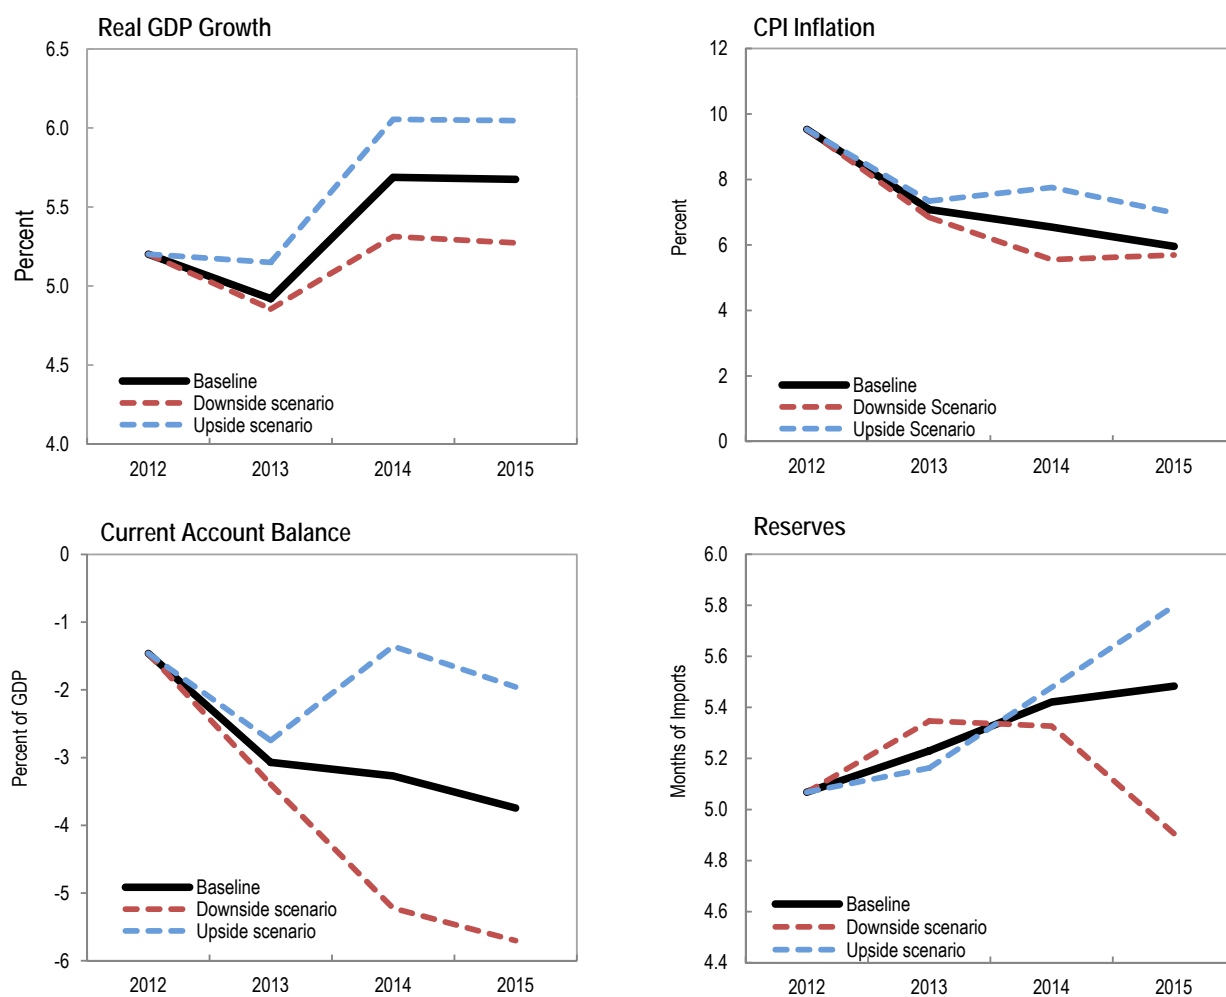 Real GDP Growth
6.5
6.0
5.5
5.0
4.5
4.0
Percent
Baseline
Downside scenario
Upside scenario
2012 2013 2014 2015
CPI Inflation
12
10
8
6
4
2
0
Percent
Baseline
Downside Scenario
Upside Scenario
2012 2013 2014 2015
Current Account Balance
0
-1
-2
-3
-4
-5
-6
Percent of GDP
Baseline
Downside scenario
Upside scenario
2012 2013 2014 2015
Reserves
6.0
5.8
5.6
5.4
5.2
5.0
4.8
4.6
4.4
Months of Imports
Baseline
Downside scenario
Upside scenario
2012 2013 2014 2015